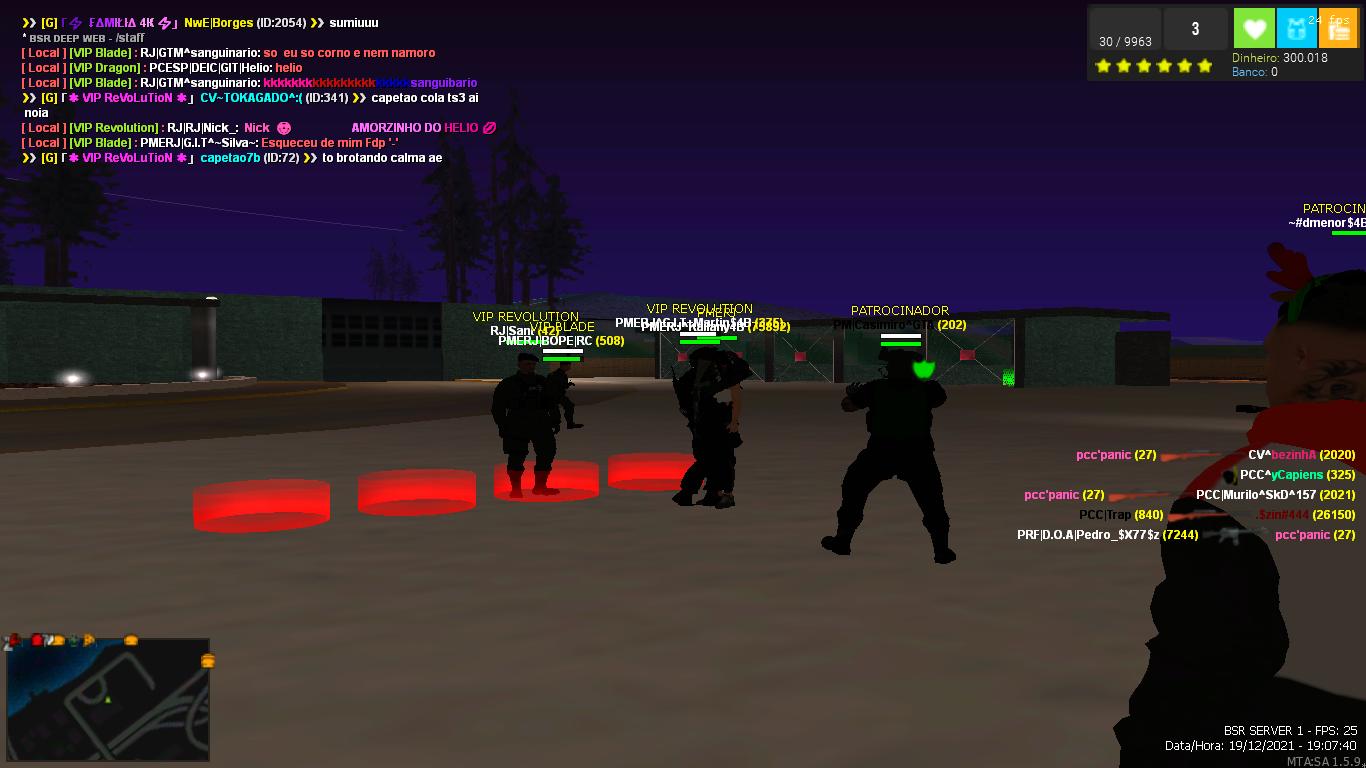 [G] 「 FAMILIA 4K 」 NwE|Borges (ID:2054) sumiuuu
* BSR DEEP WEB - /staff
[ Local ] [VIP Blade] : RJ|GTM^sanguinario: so eu so corno e nem namoro
[ Local ] [VIP Dragon] : PCESP|DEIC|GIT|Helio: helio
[ Local ] [VIP Blade] : RJ|GTM^sanguinario:
[G] 「 * VIP ReVoLuTioN * 」 CV~TOKAGADO^:( (ID:341) capetao cola ts3 ai
noia
[ Local ] [VIP Revolution] : RJ|RJ|Nick_: Nick AMORZINHO DO HELIO
[ Local ] [VIP Blade] : PMERJ|G.I.T^~Silva~: Esqueceu de mim Fdp '-'
[G] 「 * VIP ReVoLuTioN * 」 capetao7b (ID:72) to brotando calma ae
24 fps
30 / 9963
3
Dinheiro: 300.018
Banco: 0
PATROCIN
~#dmenor$4E
VIP REVOLUTION
VIP BLADE
PMERJ|BOPE|RC (508)
VIP REVOLUTION
PATROCINADOR
(202)
pcc'panic (27) CV^bezinhA (2020)
PCC^yCapiens (325)
pcc'panic (27) PCC|Murilo^SkD^157 (2021)
PCC|Trap (840) .$zin#444 (26150)
PRF|D.O.A|Pedro_$X77$z (7244) pcc'panic (27)
BSR SERVER 1 - FPS: 25
Data/Hora: 19/12/2021 - 19:07:40
MTA:SA 1.5.9